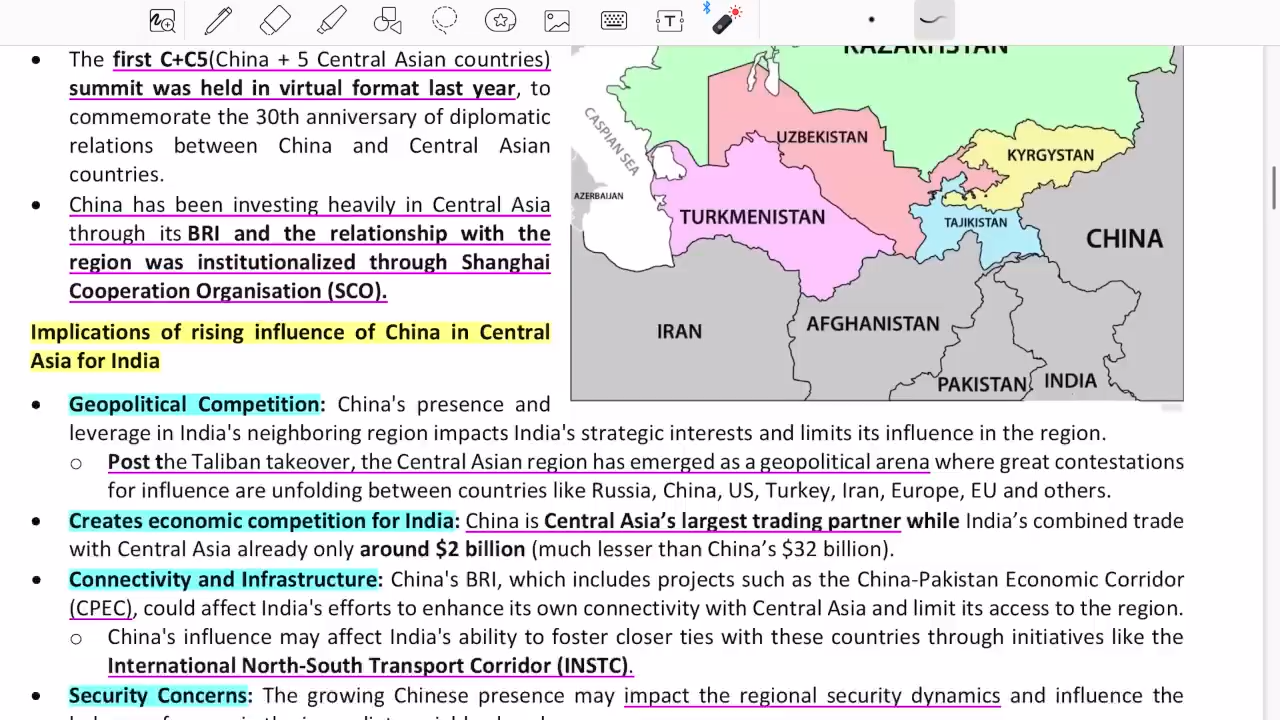 T
• The first C+C5(China + 5 Central Asian countries)
summit was held in virtual format last year, to
commemorate the 30th anniversary of diplomatic
relations between China and Central Asian
countries.
• China has been investing heavily in Central Asia
through its BRI and the relationship with the
region was institutionalized through Shanghai
Cooperation Organisation (SCO).
KAZAKHSTAN
CASPIAN SEA
UZBEKISTAN
KYRGYSTAN
AZERBAIJAN
TURKMENISTAN
TAJIKISTAN
CHINA
IRAN
AFGHANISTAN
PAKISTAN
INDIA
Implications of rising influence of China in Central
Asia for India
• Geopolitical Competition: China's presence and
leverage in India's neighboring region impacts India's strategic interests and limits its influence in the region.
○ Post the Taliban takeover, the Central Asian region has emerged as a geopolitical arena where great contestations
for influence are unfolding between countries like Russia, China, US, Turkey, Iran, Europe, EU and others.
• Creates economic competition for India: China is Central Asia’s largest trading partner while India’s combined trade
with Central Asia already only around $2 billion (much lesser than China’s $32 billion).
• Connectivity and Infrastructure: China's BRI, which includes projects such as the China-Pakistan Economic Corridor
(CPEC), could affect India's efforts to enhance its own connectivity with Central Asia and limit its access to the region.
○ China's influence may affect India's ability to foster closer ties with these countries through initiatives like the
International North-South Transport Corridor (INSTC).
• Security Concerns: The growing Chinese presence may impact the regional security dynamics and influence the